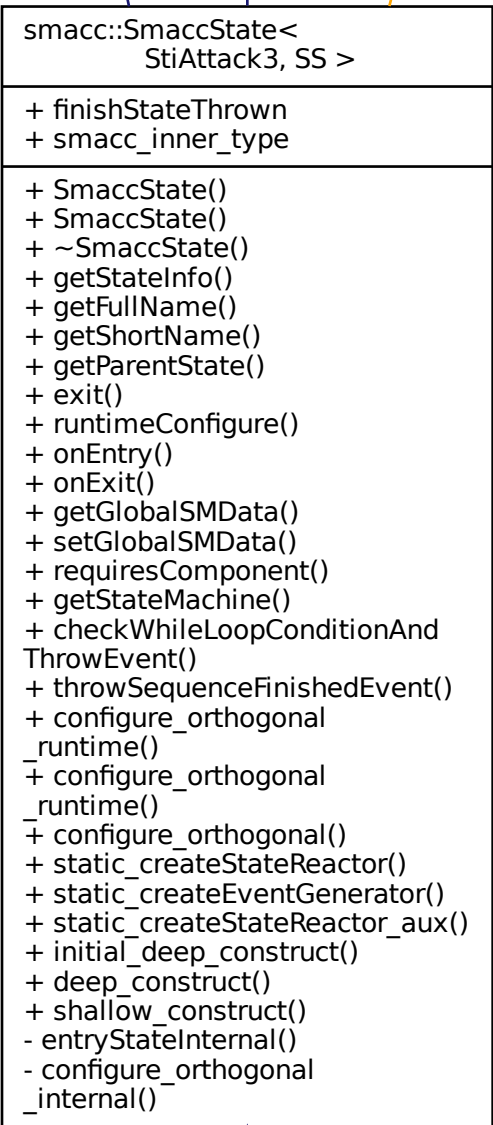 smacc::SmaccState<
StiAttack3, SS >
+ finishStateThrown
+ smacc_inner_type
+ SmaccState()
+ SmaccState()
+ ~SmaccState()
+ getStateInfo()
+ getFullName()
+ getShortName()
+ getParentState()
+ exit()
+ runtimeConfigure()
+ onEntry()
+ onExit()
+ getGlobalSMData()
+ setGlobalSMData()
+ requiresComponent()
+ getStateMachine()
+ checkWhileLoopConditionAnd
ThrowEvent()
+ throwSequenceFinishedEvent()
+ configure_orthogonal
_runtime()
+ configure_orthogonal
_runtime()
+ configure_orthogonal()
+ static_createStateReactor()
+ static_createEventGenerator()
+ static_createStateReactor_aux()
+ initial_deep_construct()
+ deep_construct()
+ shallow_construct()
- entryStateInternal()
- configure_orthogonal
_internal()